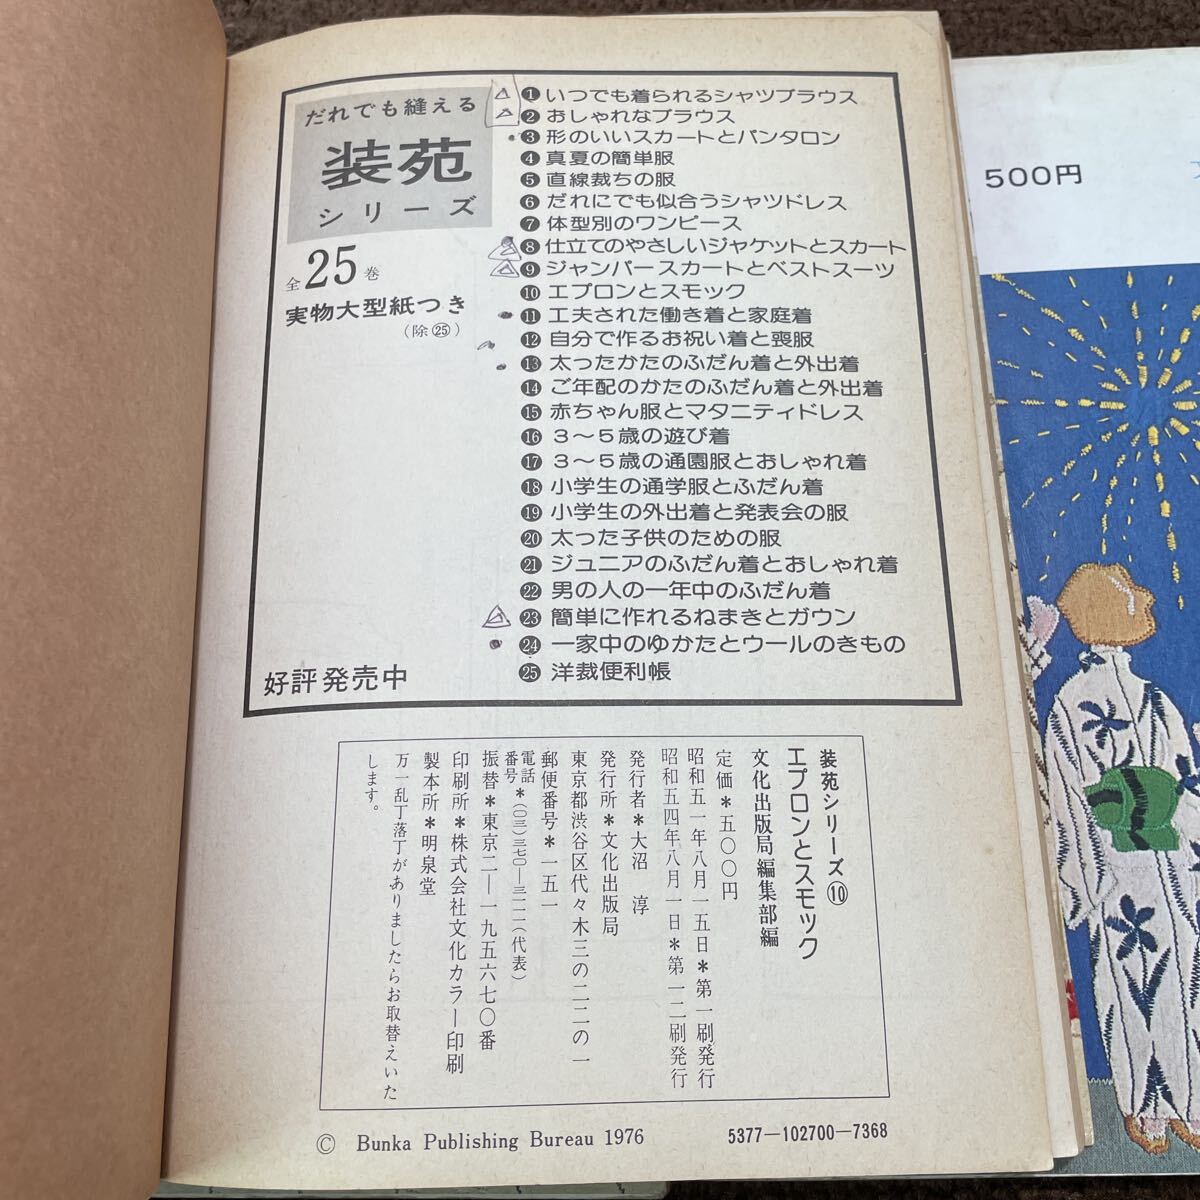 だれでも縫える
装苑
シリーズ
全25巻
実物大型紙つき
(除㉕)
好評発売中
❶いつでも着られるシャツブラウス
❷おしゃれなブラウス
❸形のいいスカートとパンタロン
❹真夏の簡単服
❺直線裁ちの服
❻だれにでも似合うシャツドレス
❼体型別のワンピース
❽仕立てのやさしいジャケットとスカート
❾ジャンパースカートとベストスーツ
❿エプロンとスモック
⓫工夫された働き着と家庭着
⓬自分で作るお祝い着と喪服
⓭太ったかたのふだん着と外出着
⓮ご年配のかたのふだん着と外出着
⓯赤ちゃん服とマタニティドレス
⓰3〜5歳の遊び着
⓱3〜5歳の通園服とおしゃれ着
⓲小学生の通学服とふだん着
⓳小学生の外出着と発表会の服
⓴太った子供のための服
㉑ジュニアのふだん着とおしゃれ着
㉒男の人の一年中のふだん着
㉓簡単に作れるねまきとガウン
㉔一家中のゆかたとウールのきもの
㉕洋裁便利帳
装苑シリーズ⑩
エプロンとスモック
文化出版局編集部編
定価*五〇〇円
昭和五一年八月一五日*第一刷発行
昭和五四年八月一日*第一二刷発行
発行者*大沼 淳
発行所*文化出版局
東京都渋谷区代々木三の二二の一
郵便番号*一五一
電話番号*(〇三)三七〇―三一一一(代表)
振替*東京二―一九五六七〇番
印刷所*株式会社文化カラー印刷
製本所*明泉堂
万一乱丁落丁がありましたらお取替えいた
します。
© Bunka Publishing Bureau 1976
5377―102700―7368
500円